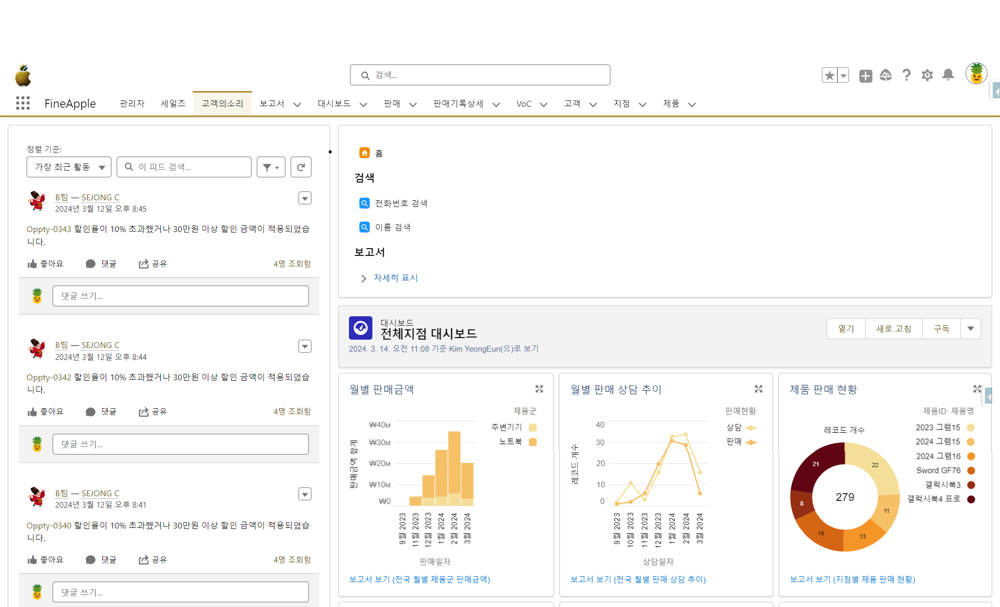 검색...
FineApple
관리자
세일즈
고객의소리
보고서
대시보드
판매
판매기록상세
VoC
고객
지점
제품
정렬 기준:
가장 최근 활동
이 피드 검색...
B팀 — SEJONG C
2024년 3월 12일 오후 8:45
Oppty-0343 할인율이 10% 초과했거나 30만원 이상 할인 금액이 적용되었습
니다.
좋아요
댓글
공유
4명 조회함
댓글 쓰기...
B팀 — SEJONG C
2024년 3월 12일 오후 8:44
Oppty-0342 할인율이 10% 초과했거나 30만원 이상 할인 금액이 적용되었습
니다.
좋아요
댓글
공유
4명 조회함
댓글 쓰기...
B팀 — SEJONG C
2024년 3월 12일 오후 8:41
Oppty-0340 할인율이 10% 초과했거나 30만원 이상 할인 금액이 적용되었습
니다.
좋아요
댓글
공유
4명 조회함
댓글 쓰기...
홈
검색
전화번호 검색
이름 검색
보고서
자세히 표시
대시보드
전체지점 대시보드
2024. 3. 14. 오전 11:08 기준·Kim YeongEun(으)로 보기
열기
새로 고침
구독
월별 판매금액
제품군
주변기기
노트북
판매금액 합계
₩40м
₩30м
₩20м
₩10м
₩0
9월 2023
11월 2023
12월 2023
1월 2024
2월 2024
3월 2024
판매일자
보고서 보기 (전국 월별 제품군 판매금액)
월별 판매 상담 추이
판매현황
상담
판매
레코드 개수
40
30
20
10
0
9월 2023
10월 2023
11월 2023
12월 2023
1월 2024
2월 2024
3월 2024
상담일자
보고서 보기 (전국 월별 판매 상담 추이)
제품 판매 현황
제품ID: 제품명
2023 그램15
2024 그램15
2024 그램16
Sword GF76
갤럭시북3
갤럭시북4 프로
레코드 개수
21
22
8
279
11
16
13
보고서 보기 (지점별 제품 판매 현황)